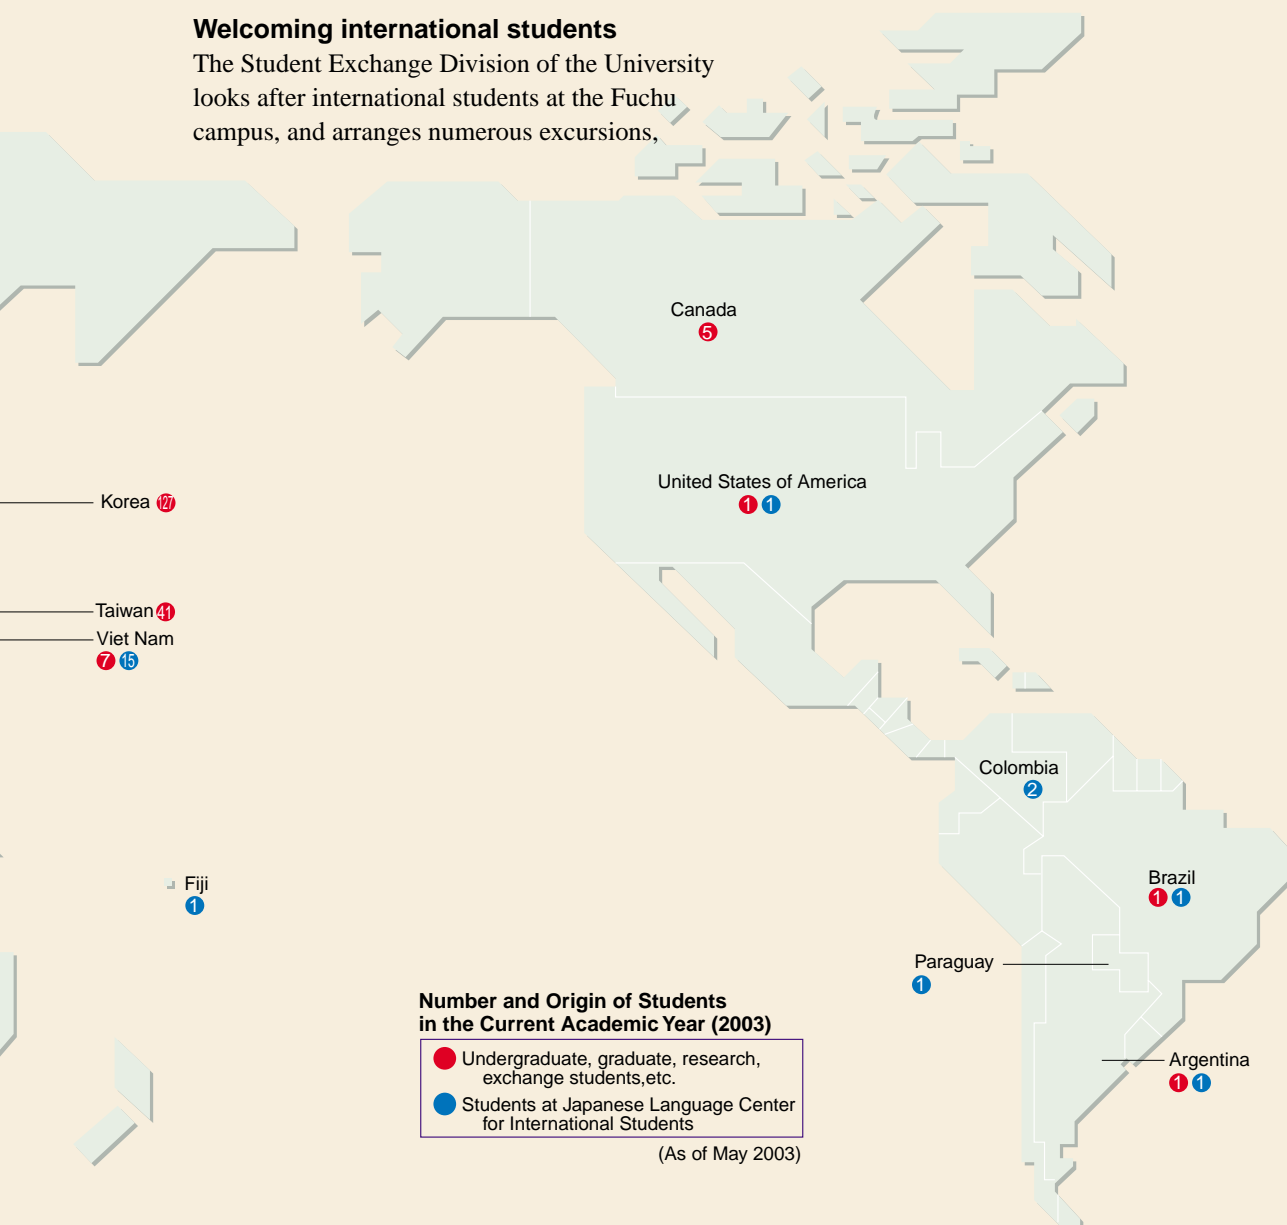 Welcoming international students
The Student Exchange Division of the University
looks after international students at the Fuchu
campus, and arranges numerous excursions,
Canada
5
United States of America
1 1
Korea 127
Taiwan 41
Viet Nam
7 15
Colombia
2
Fiji
1
Brazil
1 1
Paraguay
1
Argentina
1 1
Number and Origin of Students
in the Current Academic Year (2003)
Undergraduate, graduate, research,
exchange students,etc.
Students at Japanese Language Center
for International Students
(As of May 2003)